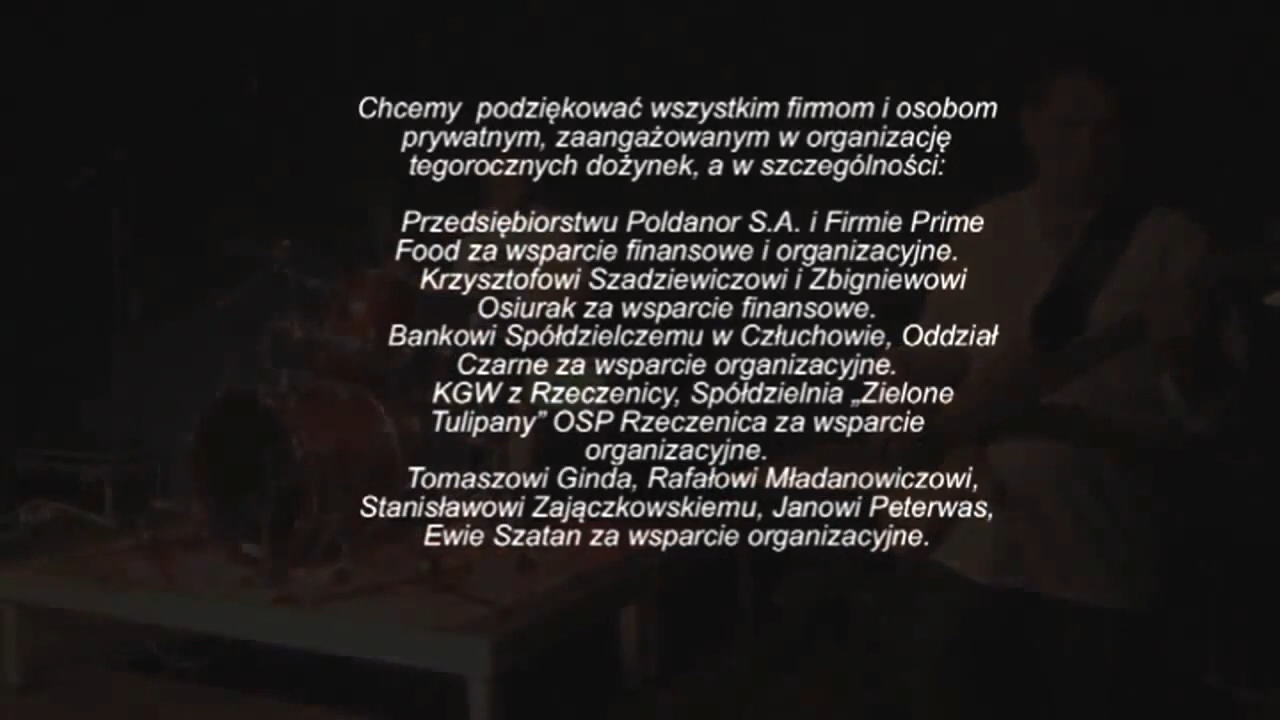 Chcemy podziękować wszystkim firmom i osobom
prywatnym, zaangażowanym w organizację
tegorocznych dożynek, a w szczególności:
Przedsiębiorstwu Poldanor S.A. i Firmie Prime
Food za wsparcie finansowe i organizacyjne.
Krzysztofowi Szadziewiczowi i Zbigniewowi
Osiurak za wsparcie finansowe.
Bankowi Spółdzielczemu w Człuchowie, Oddział
Czarne za wsparcie organizacyjne.
KGW z Rzeczenicy, Spółdzielnia „Zielone
Tulipany” OSP Rzeczenica za wsparcie
organizacyjne.
Tomaszowi Ginda, Rafałowi Mładanowiczowi,
Stanisławowi Zajączkowskiemu, Janowi Peterwas,
Ewie Szatan za wsparcie organizacyjne.